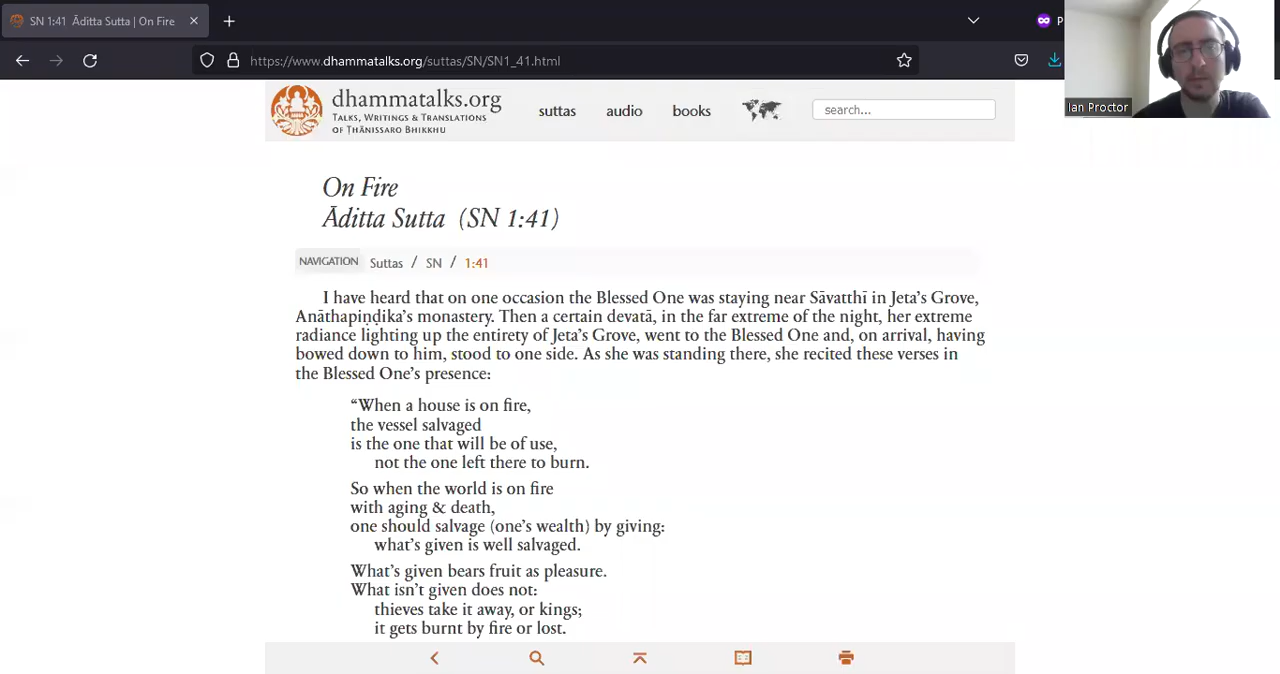 SN 1:41 Āditta Sutta | On Fire
https://www.dhammatalks.org/suttas/SN/SN1_41.html
Ian Proctor
dhammatalks.org
TALKS, WRITINGS & TRANSLATIONS
OF ṬHĀNISSARO BHIKKHU
suttas audio books
search...
On Fire
Āditta Sutta (SN 1:41)
NAVIGATION Suttas / SN / 1:41
I have heard that on one occasion the Blessed One was staying near Sāvatthī in Jeta's Grove,
Anāthapiṇḍika's monastery. Then a certain devatā, in the far extreme of the night, her extreme
radiance lighting up the entirety of Jeta's Grove, went to the Blessed One and, on arrival, having
bowed down to him, stood to one side. As she was standing there, she recited these verses in
the Blessed One's presence:
“When a house is on fire,
the vessel salvaged
is the one that will be of use,
not the one left there to burn.
So when the world is on fire
with aging & death,
one should salvage (one's wealth) by giving:
what's given is well salvaged.
What's given bears fruit as pleasure.
What isn't given does not:
thieves take it away, or kings;
it gets burnt by fire or lost.